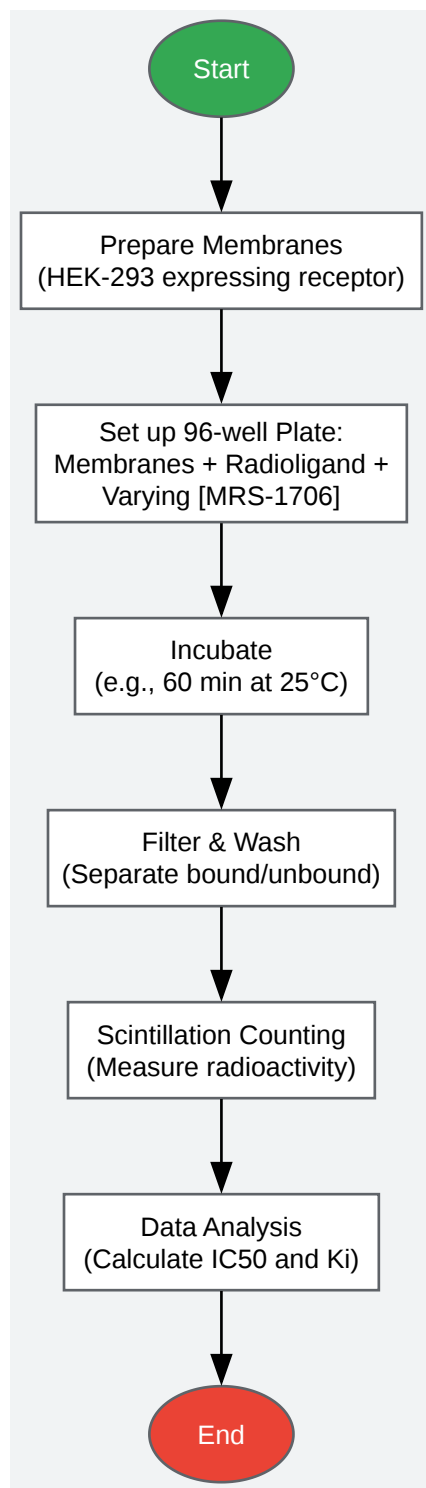 Start
Prepare Membranes
(HEK-293 expressing receptor)
Set up 96-well Plate:
Membranes + Radioligand +
Varying [MRS-1706]
Incubate
(e.g., 60 min at 25°C)
Filter & Wash
(Separate bound/unbound)
Scintillation Counting
(Measure radioactivity)
Data Analysis
(Calculate IC50 and Ki)
End